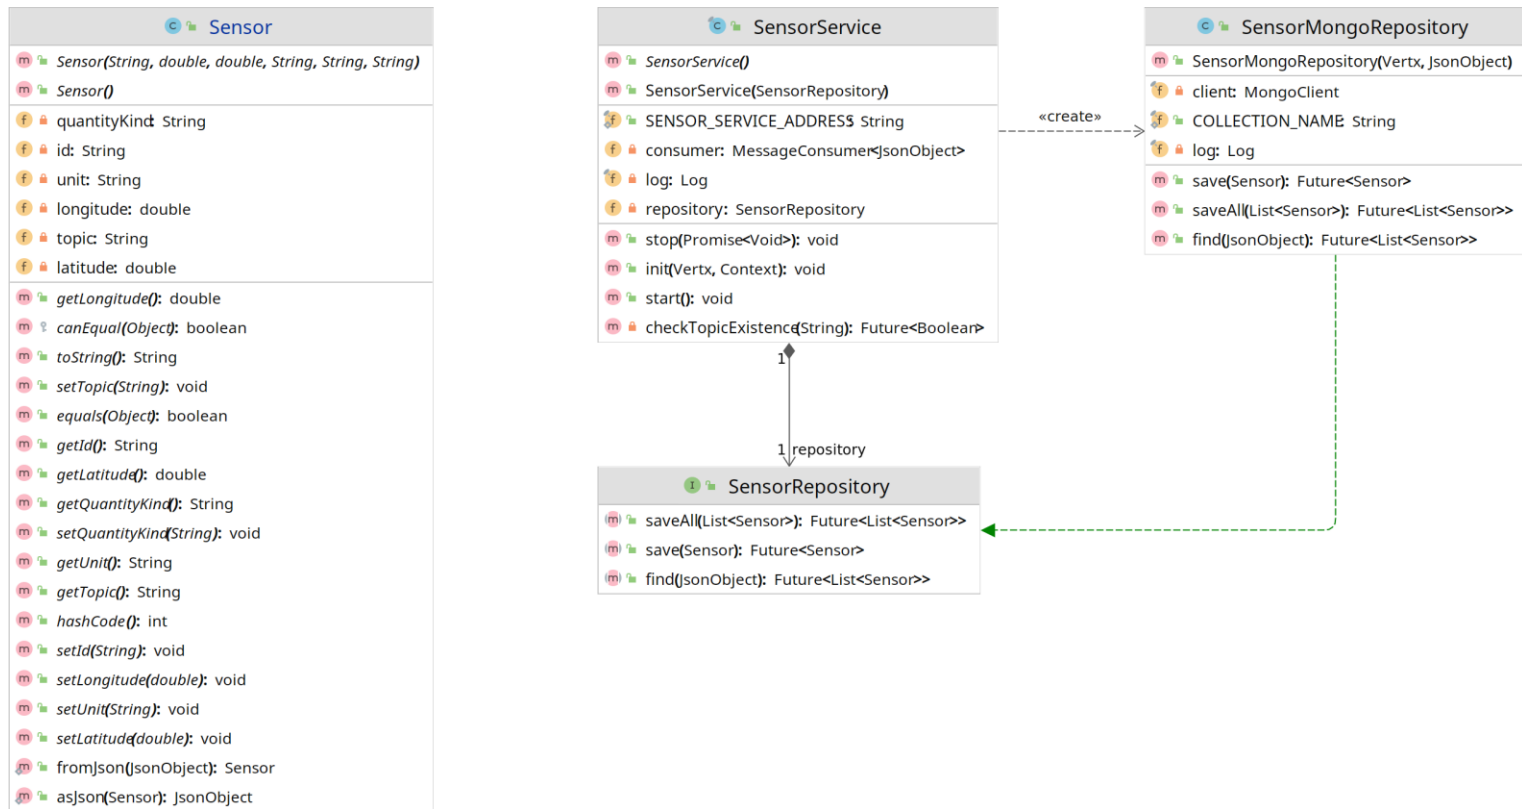 Sensor
Sensor(String, double, double, String, String, String)
Sensor()
quantityKind: String
id: String
unit: String
longitude: double
topic: String
latitude: double
getLongitude(): double
canEqual(Object): boolean
toString(): String
setTopic(String): void
equals(Object): boolean
getId(): String
getLatitude(): double
getQuantityKind(): String
setQuantityKind(String): void
getUnit(): String
getTopic(): String
hashCode(): int
setId(String): void
setLongitude(double): void
setUnit(String): void
setLatitude(double): void
fromJson(JsonObject): Sensor
asJson(Sensor): JsonObject
SensorService
SensorService()
SensorService(SensorRepository)
SENSOR_SERVICE_ADDRESS: String
consumer: MessageConsumer<JsonObject>
log: Log
repository: SensorRepository
stop(Promise<Void>): void
init(Vertx, Context): void
start(): void
checkTopicExistence(String): Future<Boolean>
«create»
SensorMongoRepository
SensorMongoRepository(Vertx, JsonObject)
client: MongoClient
COLLECTION_NAME: String
log: Log
save(Sensor): Future<Sensor>
saveAll(List<Sensor>): Future<List<Sensor>>
find(JsonObject): Future<List<Sensor>>
1
1 repository
SensorRepository
saveAll(List<Sensor>): Future<List<Sensor>>
save(Sensor): Future<Sensor>
find(JsonObject): Future<List<Sensor>>